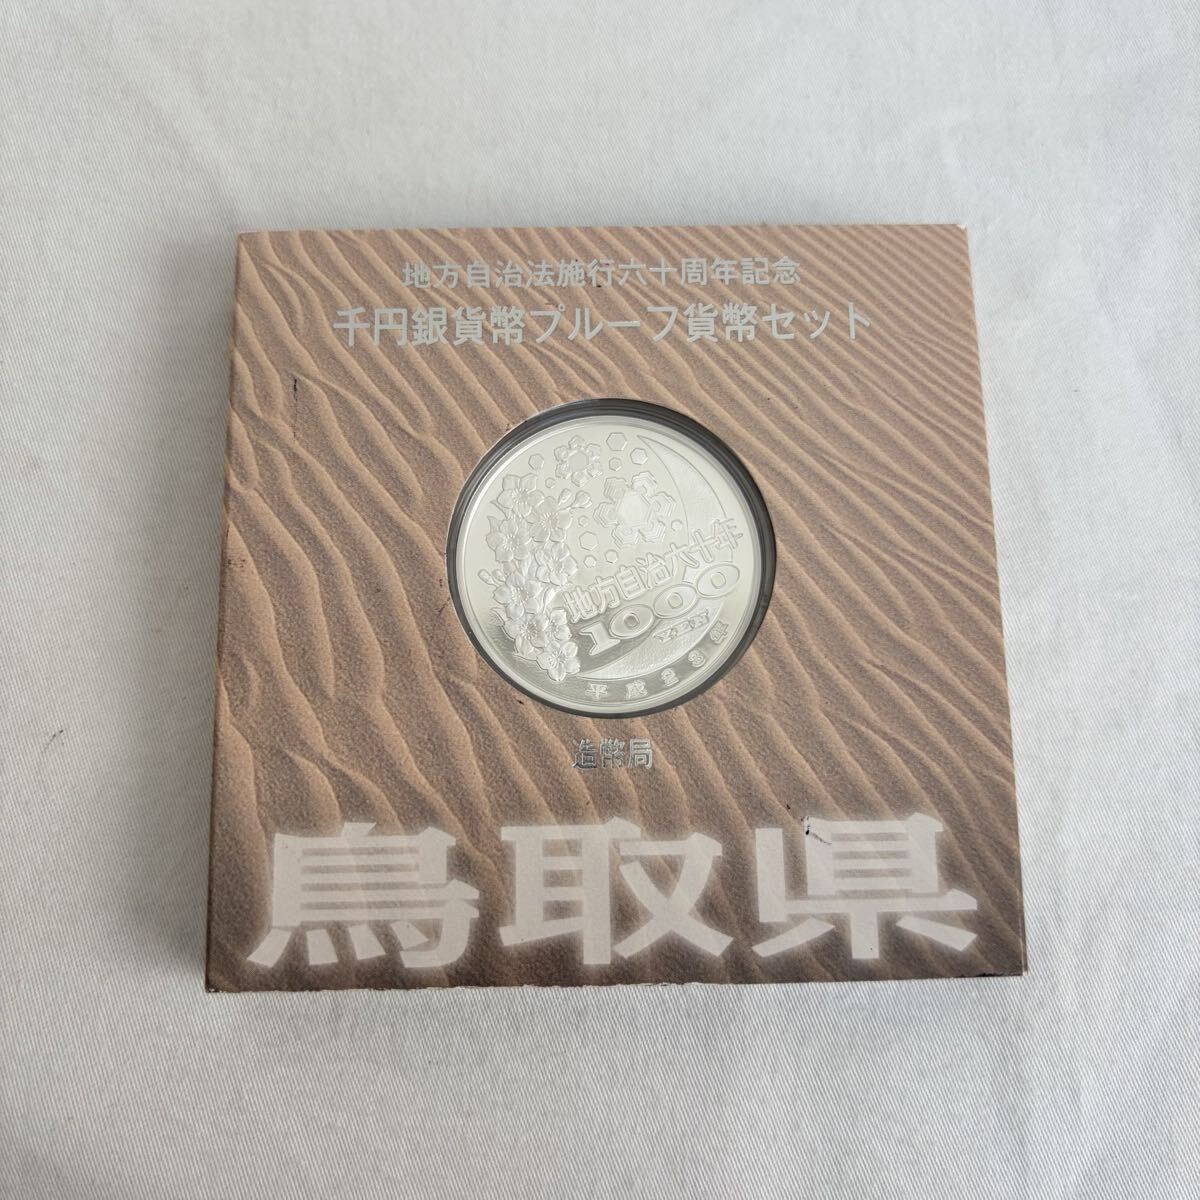 地方自治法施行六十周年記念
千円銀貨幣プルーフ貨幣セット
地方自治六十年
1000
YEN
平成23年
造幣局
鳥取県